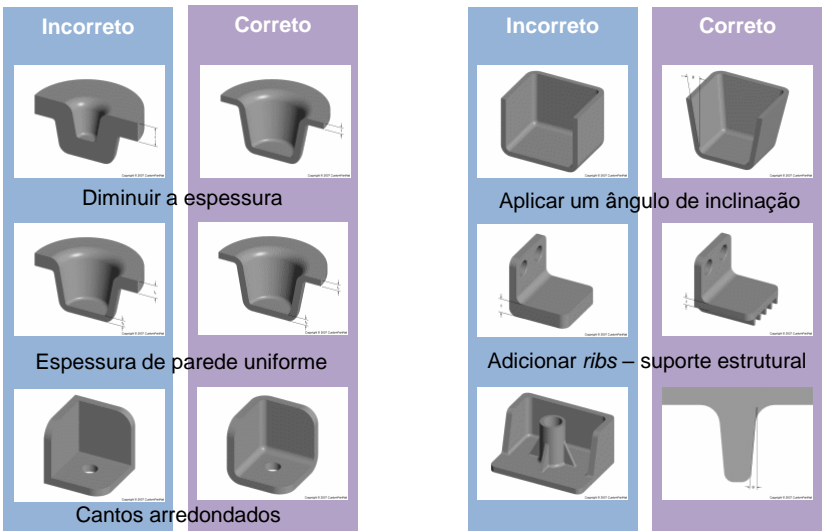 Incorreto
Correto
Diminuir a espessura
Espessura de parede uniforme
Cantos arredondados
Incorreto
Correto
Aplicar um ângulo de inclinação
Adicionar ribs – suporte estrutural